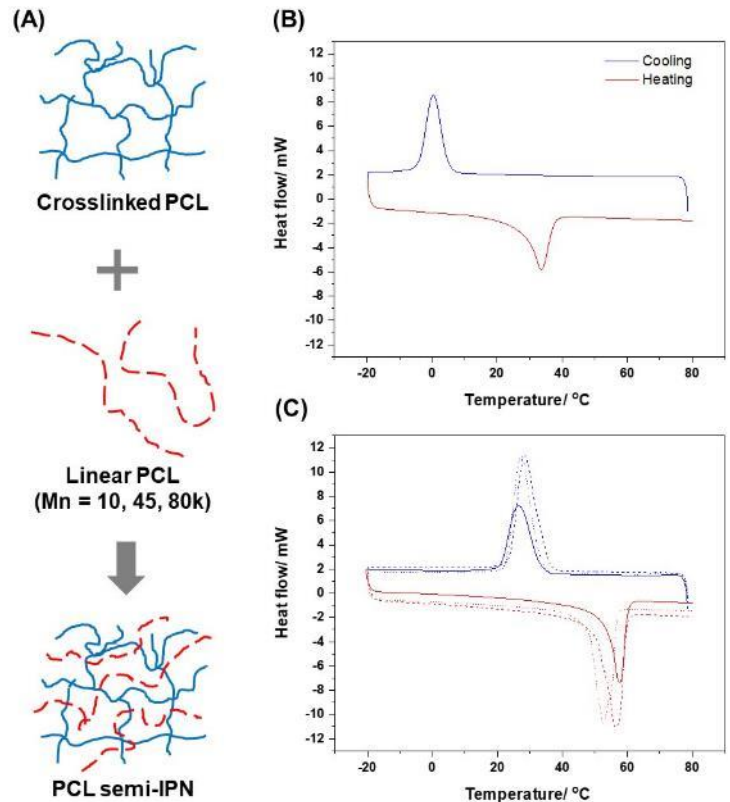 (A)
Crosslinked PCL
+
Linear PCL
(Mn = 10, 45, 80k)
PCL semi-IPN
(B)
12
10
8
6
4
2
0
-2
-4
-6
-8
-10
-12
Heat flow/ mW
Cooling
Heating
-20 0 20 40 60 80
Temperature/ °C
(C)
12
10
8
6
4
2
0
-2
-4
-6
-8
-10
-12
Heat flow/ mW
-20 0 20 40 60 80
Temperature/ °C